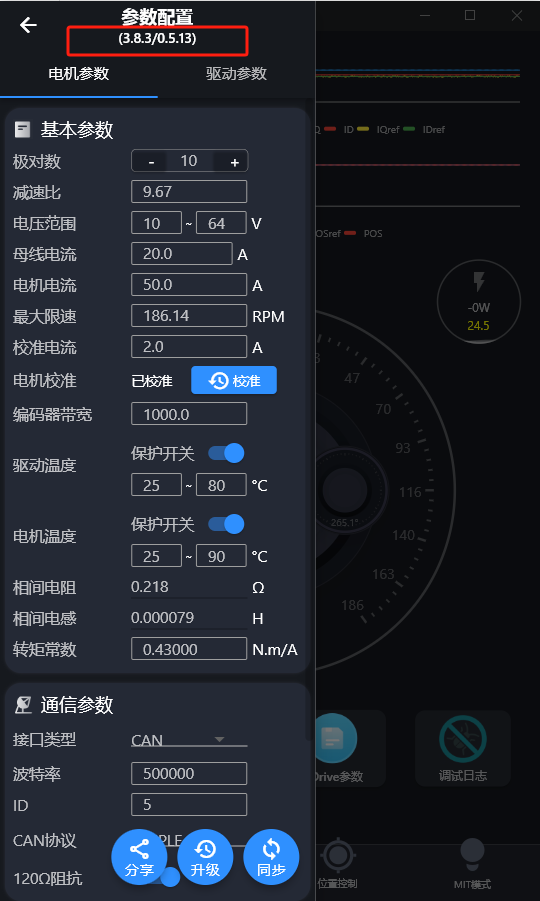 参数配置
(3.8.3/0.5.13)
电机参数 驱动参数
基本参数
极对数 - 10 +
减速比 9.67
电压范围 10 ~ 64 V
母线电流 20.0 A
电机电流 50.0 A
最大限速 186.14 RPM
校准电流 2.0 A
电机校准 已校准 校准
编码器带宽 1000.0
驱动温度 保护开关
25 ~ 80 °C
电机温度 保护开关
25 ~ 90 °C
相间电阻 0.218 Ω
相间电感 0.000079 H
转矩常数 0.43000 N.m/A
通信参数
接口类型 CAN
波特率 500000
ID 5
CAN协议
120Ω阻抗
分享 升级 同步
Q ID IQref IDref
OSref POS
-0W
24.5
47
70
93
116
140
163
186
265.1°
Drive参数 调试日志
位置控制 MIT模式